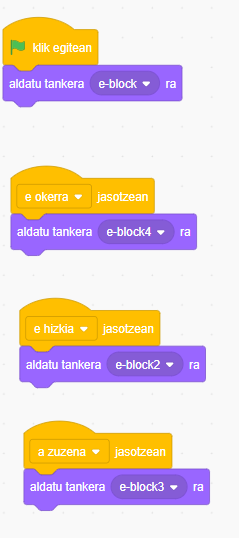 klik egitean
aldatu tankera e-block ra
e okerra jasotzean
aldatu tankera e-block4 ra
e hizkia jasotzean
aldatu tankera e-block2 ra
a zuzena jasotzean
aldatu tankera e-block3 ra